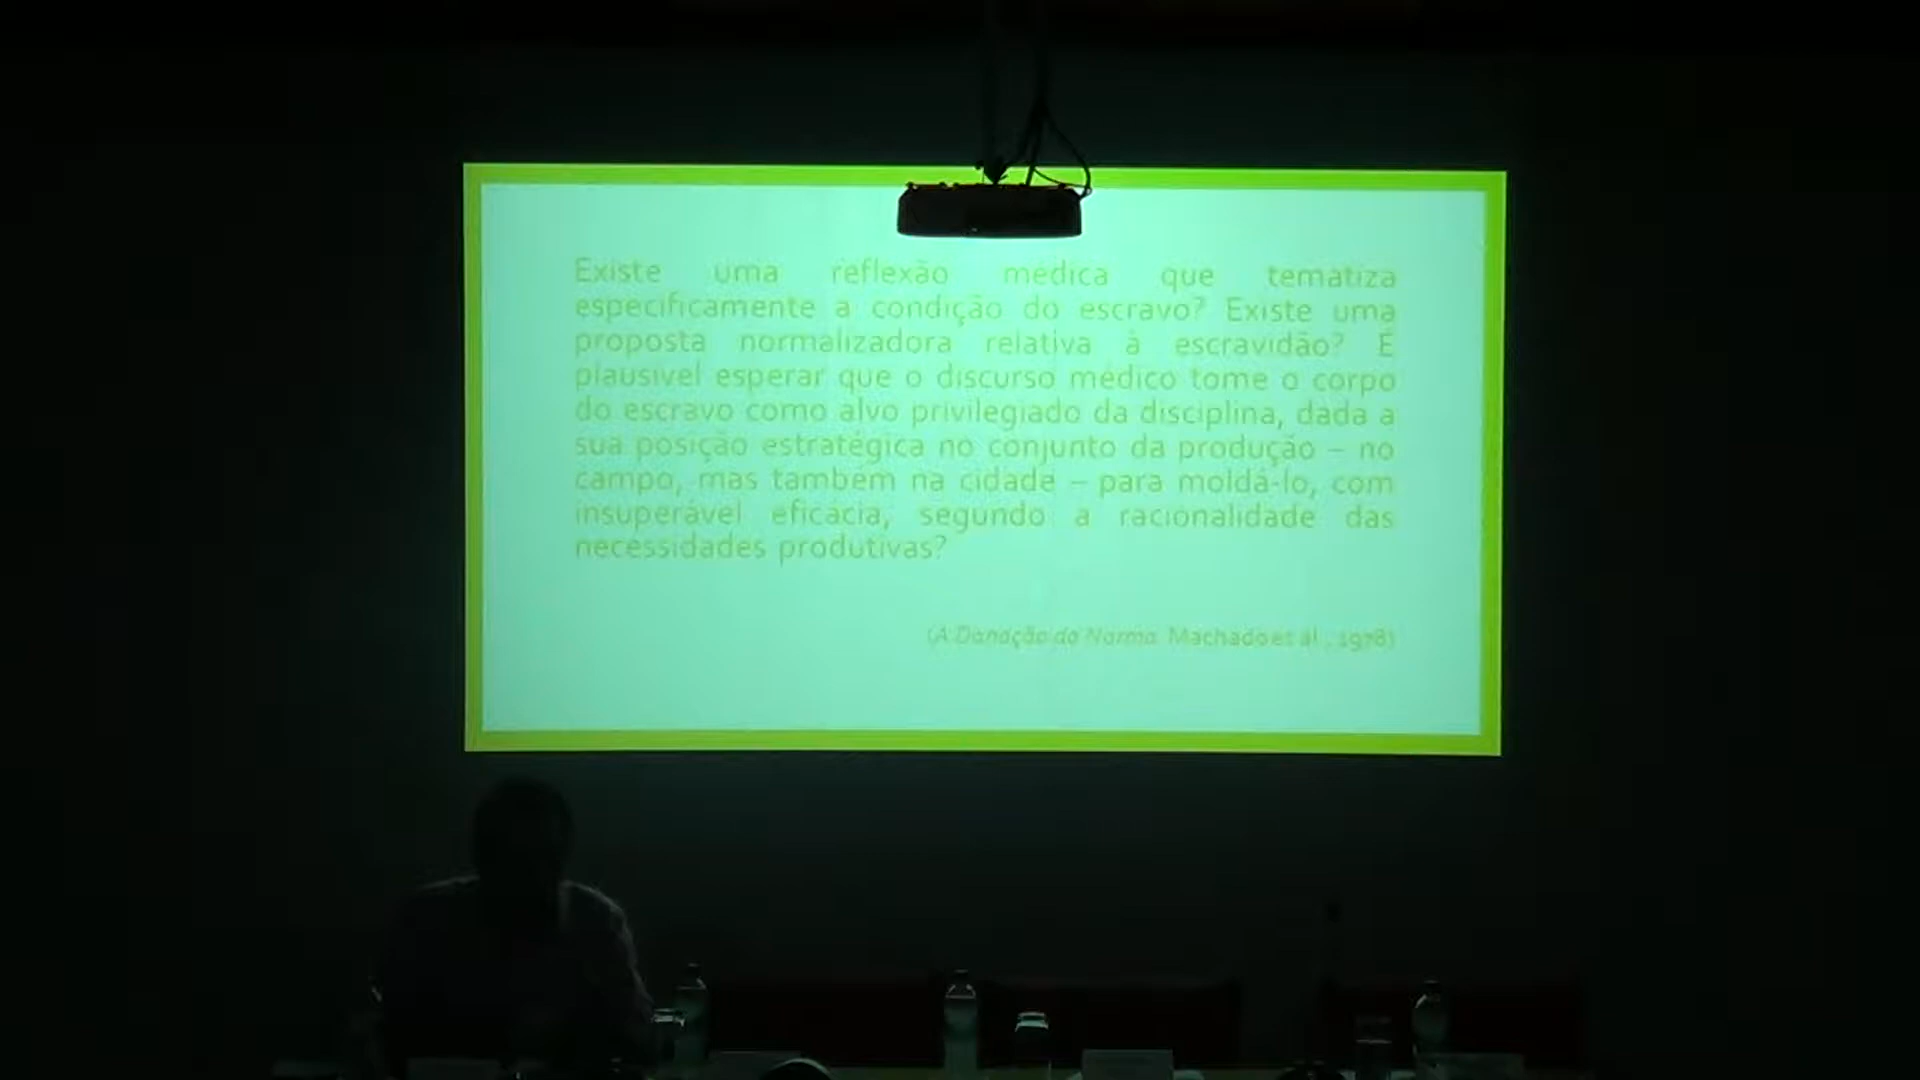 Existe uma reflexão médica que tematiza
especificamente a condição do escravo? Existe uma
proposta normalizadora relativa à escravidão? É
plausível esperar que o discurso médico tome o corpo
do escravo como alvo privilegiado da disciplina, dada a
sua posição estratégica no conjunto da produção – no
campo, mas também na cidade – para moldá-lo, com
insuperável eficácia, segundo a racionalidade das
necessidades produtivas?
(A Danação da Norma. Machado et al., 1978)